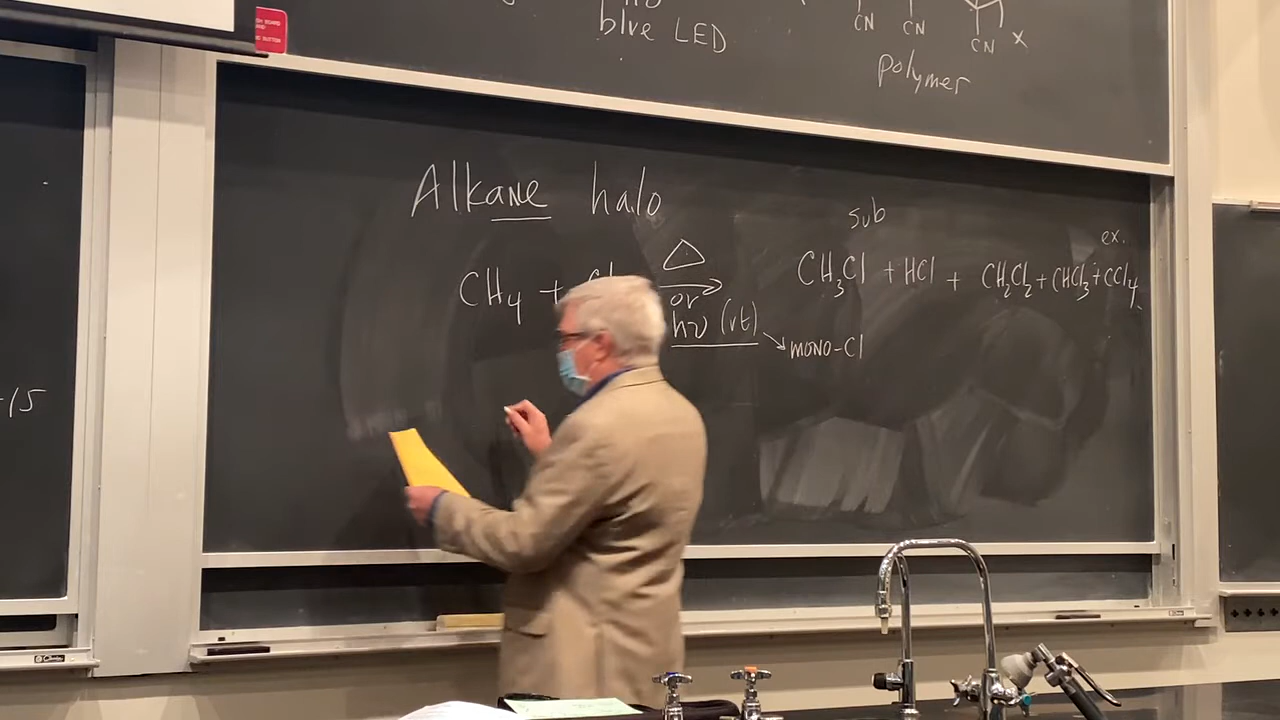 blue LED
CN CN CN x
polymer
Alkane halo
sub
ex.
CH₄ + Cl
△
or
hν (rt)
CH₃Cl + HCl + CH₂Cl₂ + CHCl₃ + CCl₄
mono-Cl
-15